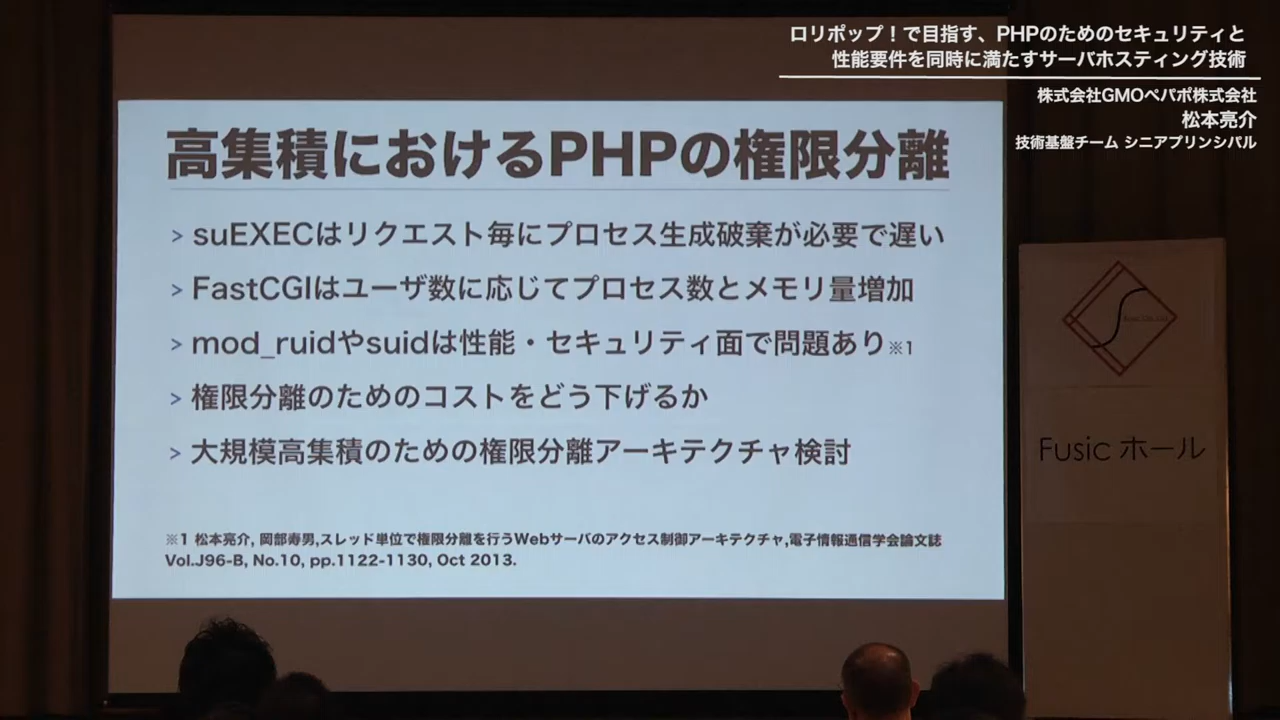 ロリポップ！で目指す、PHPのためのセキュリティと
性能要件を同時に満たすサーバホスティング技術
株式会社GMOペパボ株式会社
松本亮介
技術基盤チーム シニアプリンシパル
高集積におけるPHPの権限分離
> suEXECはリクエスト毎にプロセス生成破棄が必要で遅い
> FastCGIはユーザ数に応じてプロセス数とメモリ量増加
> mod_ruidやsuidは性能・セキュリティ面で問題あり※1
> 権限分離のためのコストをどう下げるか
> 大規模高集積のための権限分離アーキテクチャ検討
※1 松本亮介, 岡部寿男,スレッド単位で権限分離を行うWebサーバのアクセス制御アーキテクチャ,電子情報通信学会論文誌
Vol.J96-B, No.10, pp.1122-1130, Oct 2013.
Fusic ホール